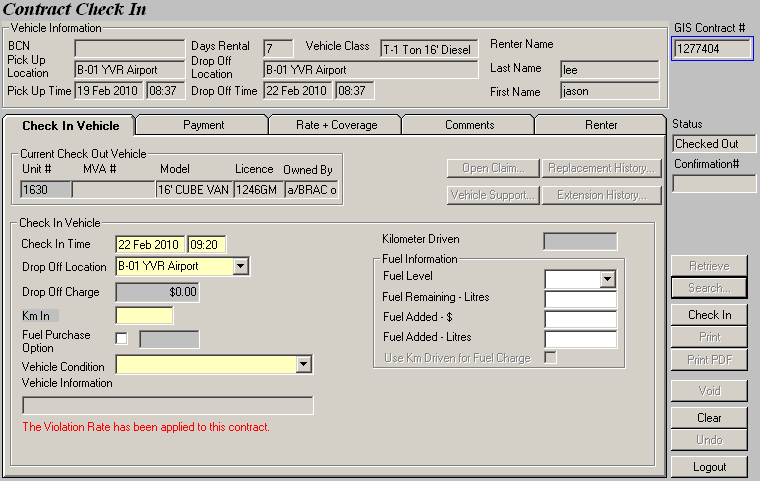 Contract Check In
Vehicle Information
GIS Contract #
1277404
BCN
Days Rental 7
Vehicle Class T-1 Ton 16' Diesel
Renter Name
Pick Up Location B-01 YVR Airport
Drop Off Location B-01 YVR Airport
Last Name lee
Pick Up Time 19 Feb 2010 08:37
Drop Off Time 22 Feb 2010 08:37
First Name jason
Check In Vehicle
Payment
Rate + Coverage
Comments
Renter
Status
Checked Out
Confirmation#
Current Check Out Vehicle
Unit # MVA # Model Licence Owned By
1630 16' CUBE VAN 1246GM a/BRAC o
Open Claim...
Replacement History...
Vehicle Support...
Extension History...
Check In Vehicle
Check In Time 22 Feb 2010 09:20
Drop Off Location B-01 YVR Airport
Drop Off Charge $0.00
Km In
Fuel Purchase Option
Vehicle Condition
Vehicle Information
The Violation Rate has been applied to this contract.
Kilometer Driven
Fuel Information
Fuel Level
Fuel Remaining - Litres
Fuel Added - $
Fuel Added - Litres
Use Km Driven for Fuel Charge
Retrieve
Search...
Check In
Print
Print PDF
Void
Clear
Undo
Logout